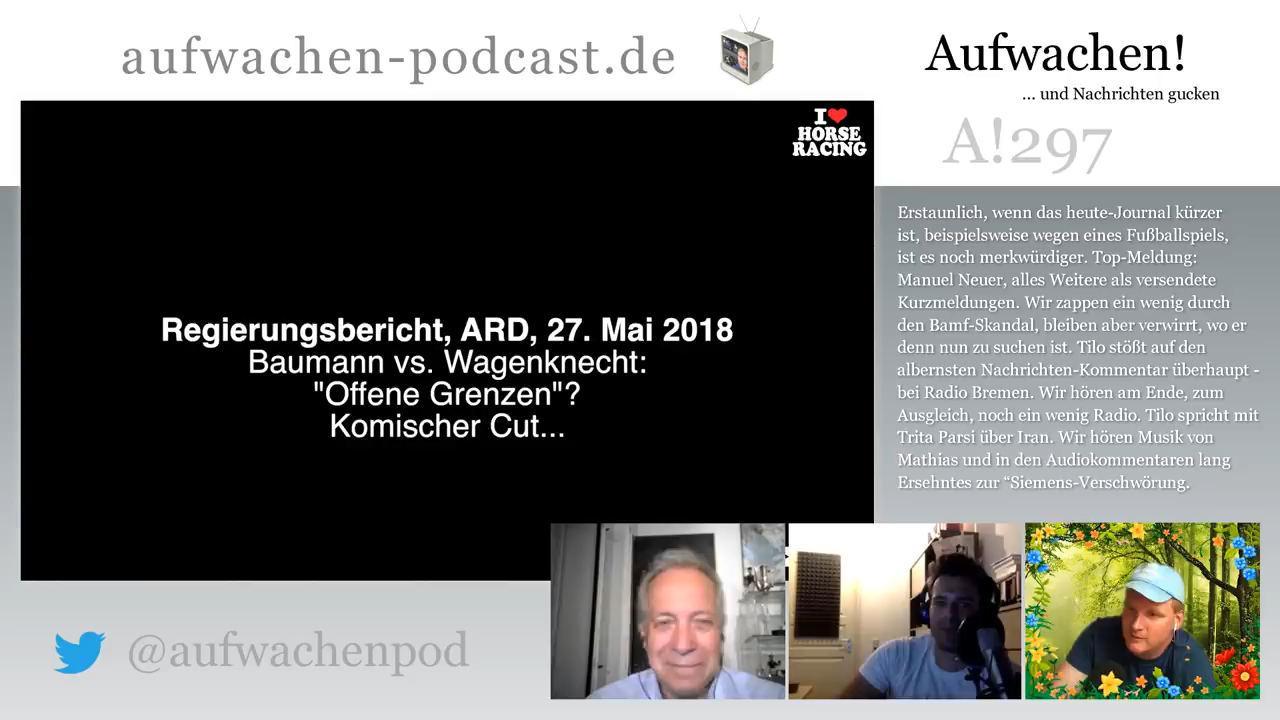 aufwachen-podcast.de
Aufwachen!
... und Nachrichten gucken
A!297
I
HORSE
RACING
Regierungsbericht, ARD, 27. Mai 2018
Baumann vs. Wagenknecht:
"Offene Grenzen"?
Komischer Cut...
Erstaunlich, wenn das heute-Journal kürzer
ist, beispielsweise wegen eines Fußballspiels,
ist es noch merkwürdiger. Top-Meldung:
Manuel Neuer, alles Weitere als versendete
Kurzmeldungen. Wir zappen ein wenig durch
den Bamf-Skandal, bleiben aber verwirrt, wo er
denn nun zu suchen ist. Tilo stößt auf den
albernsten Nachrichten-Kommentar überhaupt -
bei Radio Bremen. Wir hören am Ende, zum
Ausgleich, noch ein wenig Radio. Tilo spricht mit
Trita Parsi über Iran. Wir hören Musik von
Mathias und in den Audiokommentaren lang
Ersehntes zur “Siemens-Verschwörung.
@aufwachenpod